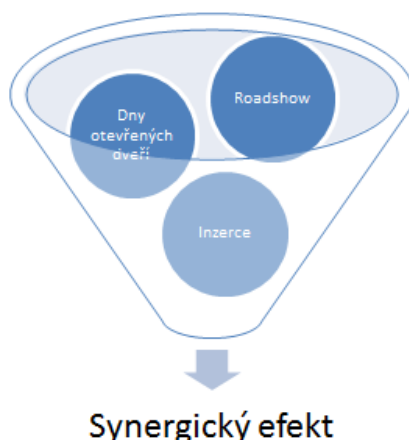 Roadshow
Dny
otevřených
dveří
Inzerce
Synergický efekt